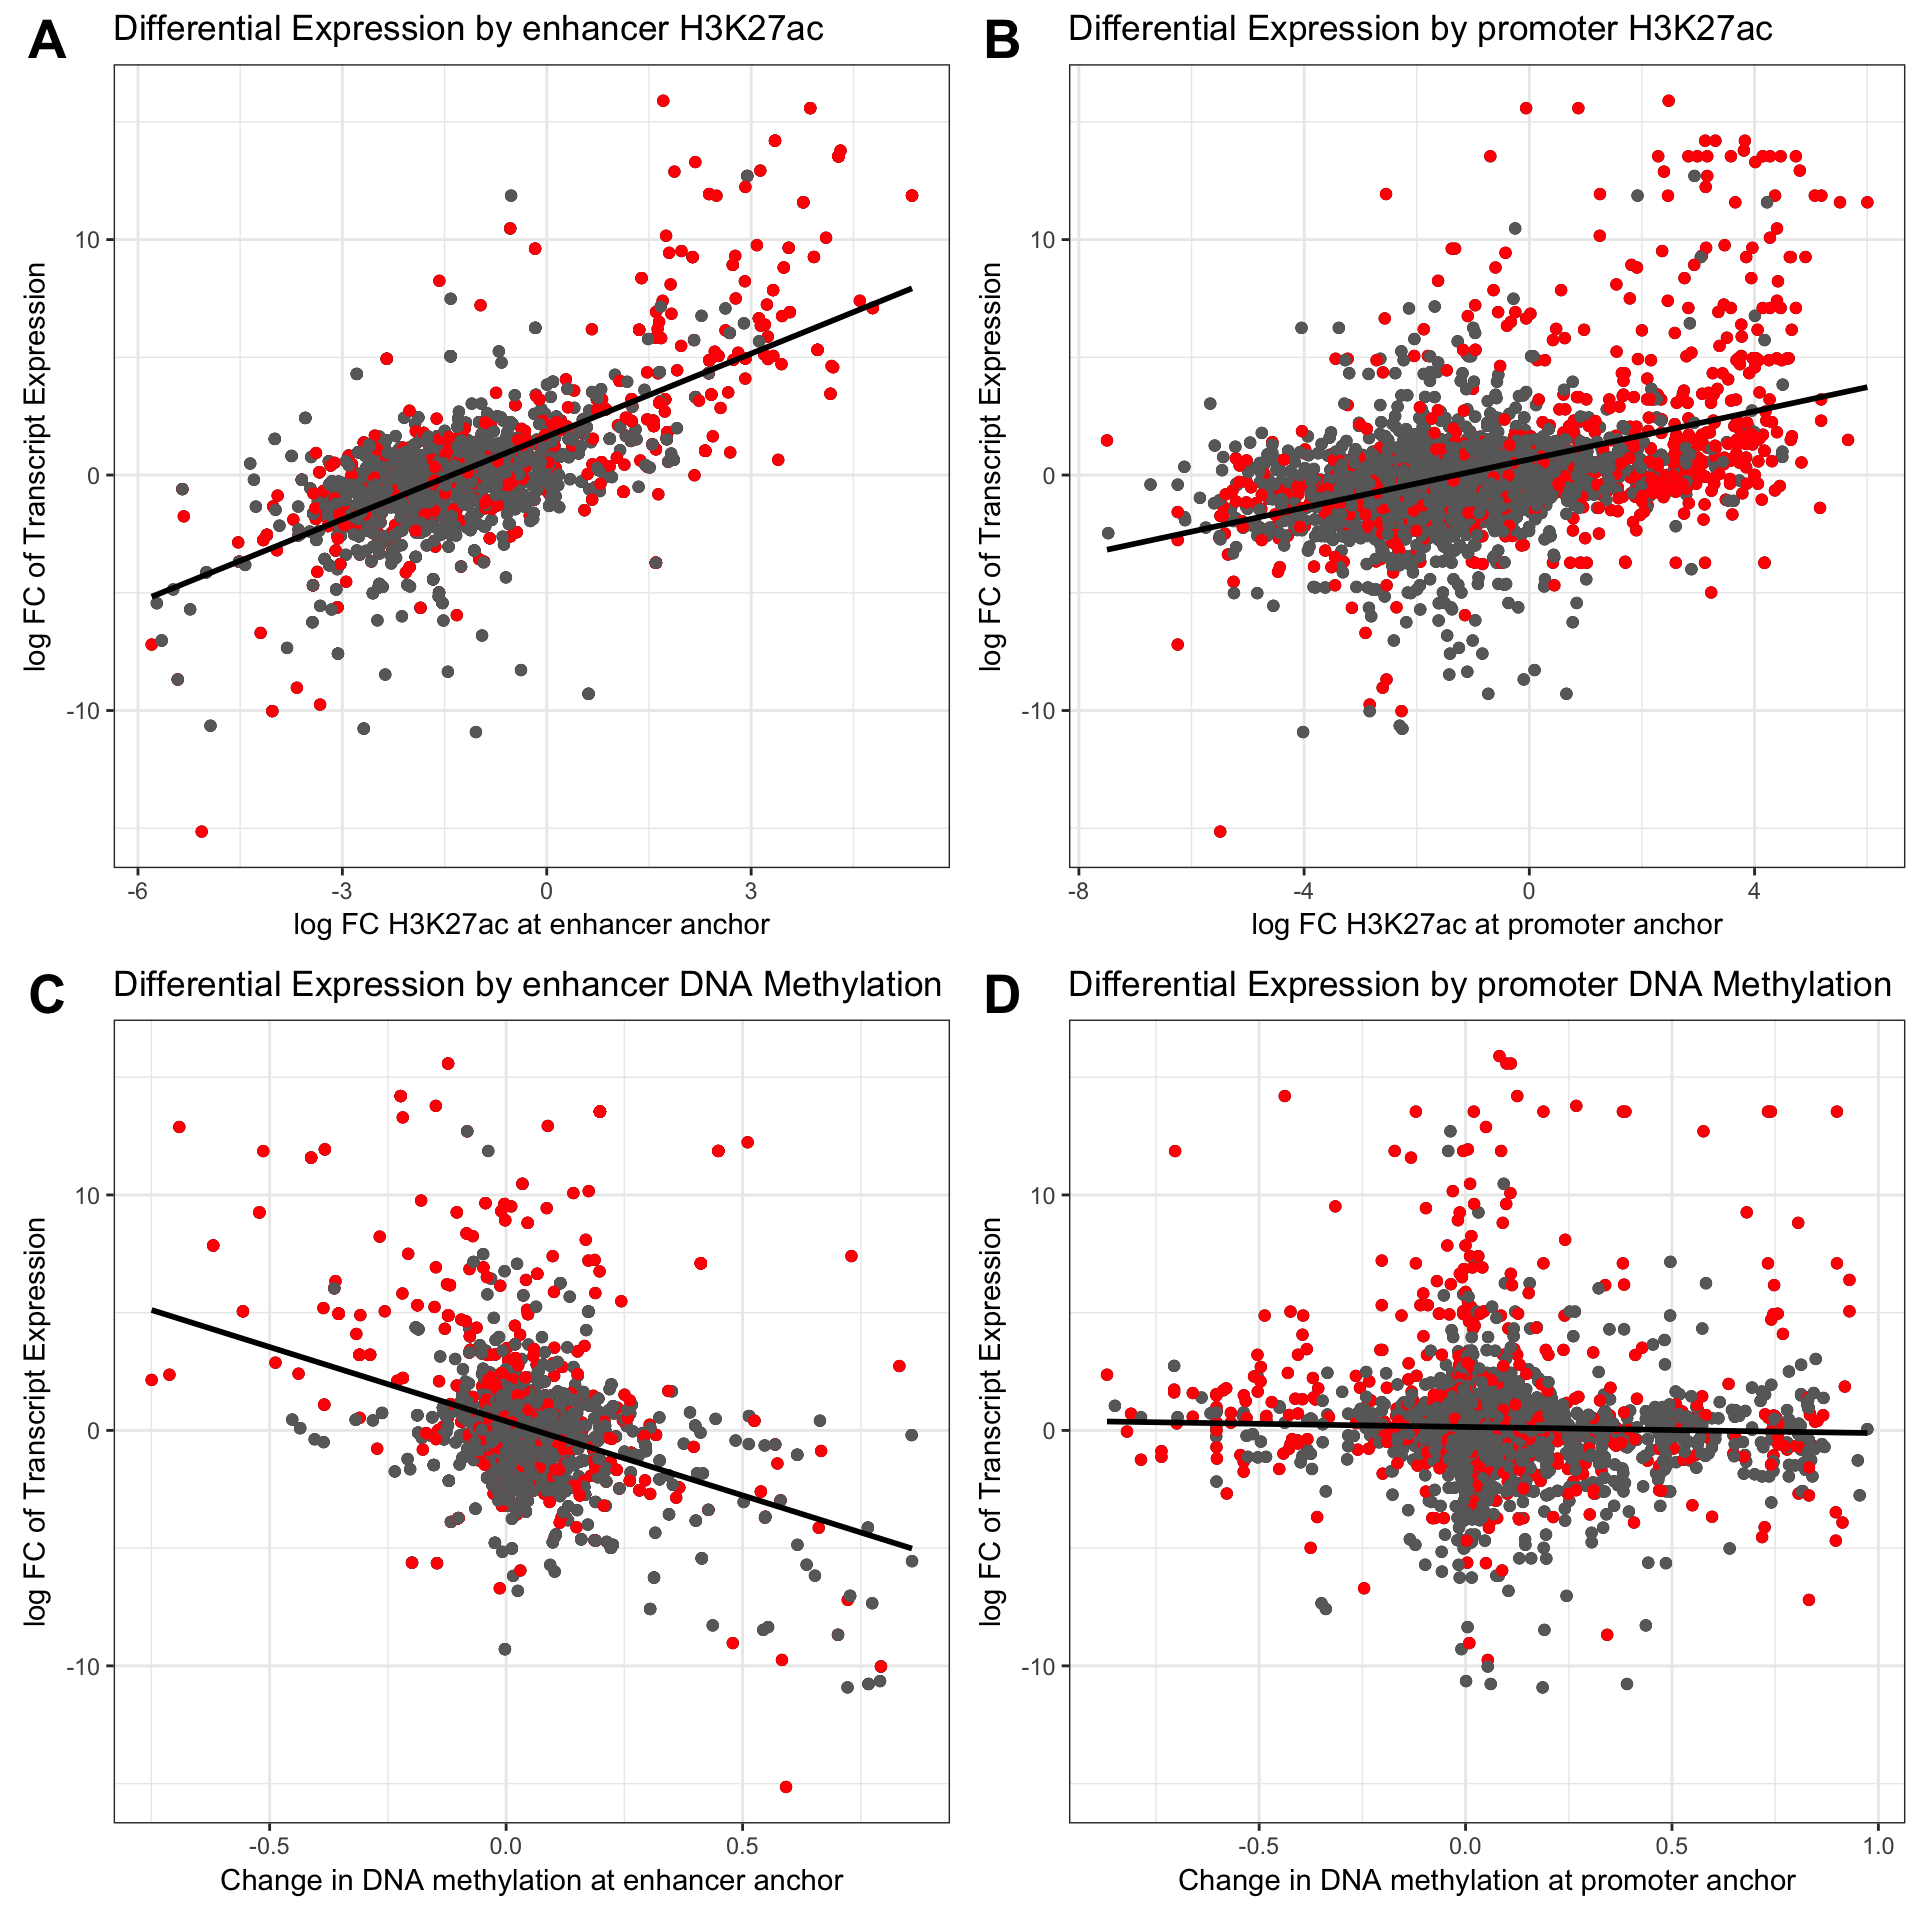 A
Differential Expression by enhancer H3K27ac
log FC of Transcript Expression
10
0
-10
-6
-3
0
3
log FC H3K27ac at enhancer anchor
B
Differential Expression by promoter H3K27ac
log FC of Transcript Expression
10
0
-10
-8
-4
0
4
log FC H3K27ac at promoter anchor
C
Differential Expression by enhancer DNA Methylation
log FC of Transcript Expression
10
0
-10
-0.5
0.0
0.5
Change in DNA methylation at enhancer anchor
D
Differential Expression by promoter DNA Methylation
log FC of Transcript Expression
10
0
-10
-0.5
0.0
0.5
1.0
Change in DNA methylation at promoter anchor